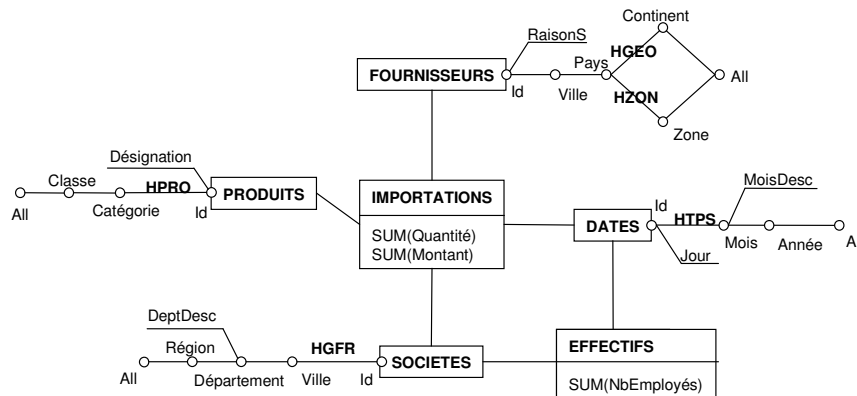 Continent
RaisonS
HGEO
FOURNISSEURS
Pays
All
Id
Ville
HZON
Zone
Désignation
Classe
HPRO
PRODUITS
All
Catégorie
Id
IMPORTATIONS
SUM(Quantité)
SUM(Montant)
MoisDesc
Id
HTPS
DATES
Mois
Année
A
Jour
DeptDesc
Région
HGFR
SOCIETES
All
Département
Ville
Id
EFFECTIFS
SUM(NbEmployés)